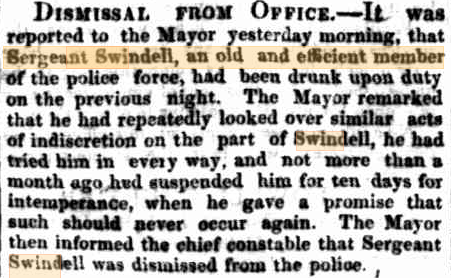 DISMISSAL FROM OFFICE.—It was
reported to the Mayor yesterday morning, that
Sergeant Swindell, an old and efficient member
of the police force, had been drunk upon duty
on the previous night. The Mayor remarked
that he had repeatedly looked over similar acts
of indiscretion on the part of Swindell, he had
tried him in every way, and not more than a
month ago had suspended him for ten days for
intemperance, when he gave a promise that
such should never occur again. The Mayor
then informed the chief constable that Sergeant
Swindell was dismissed from the police.